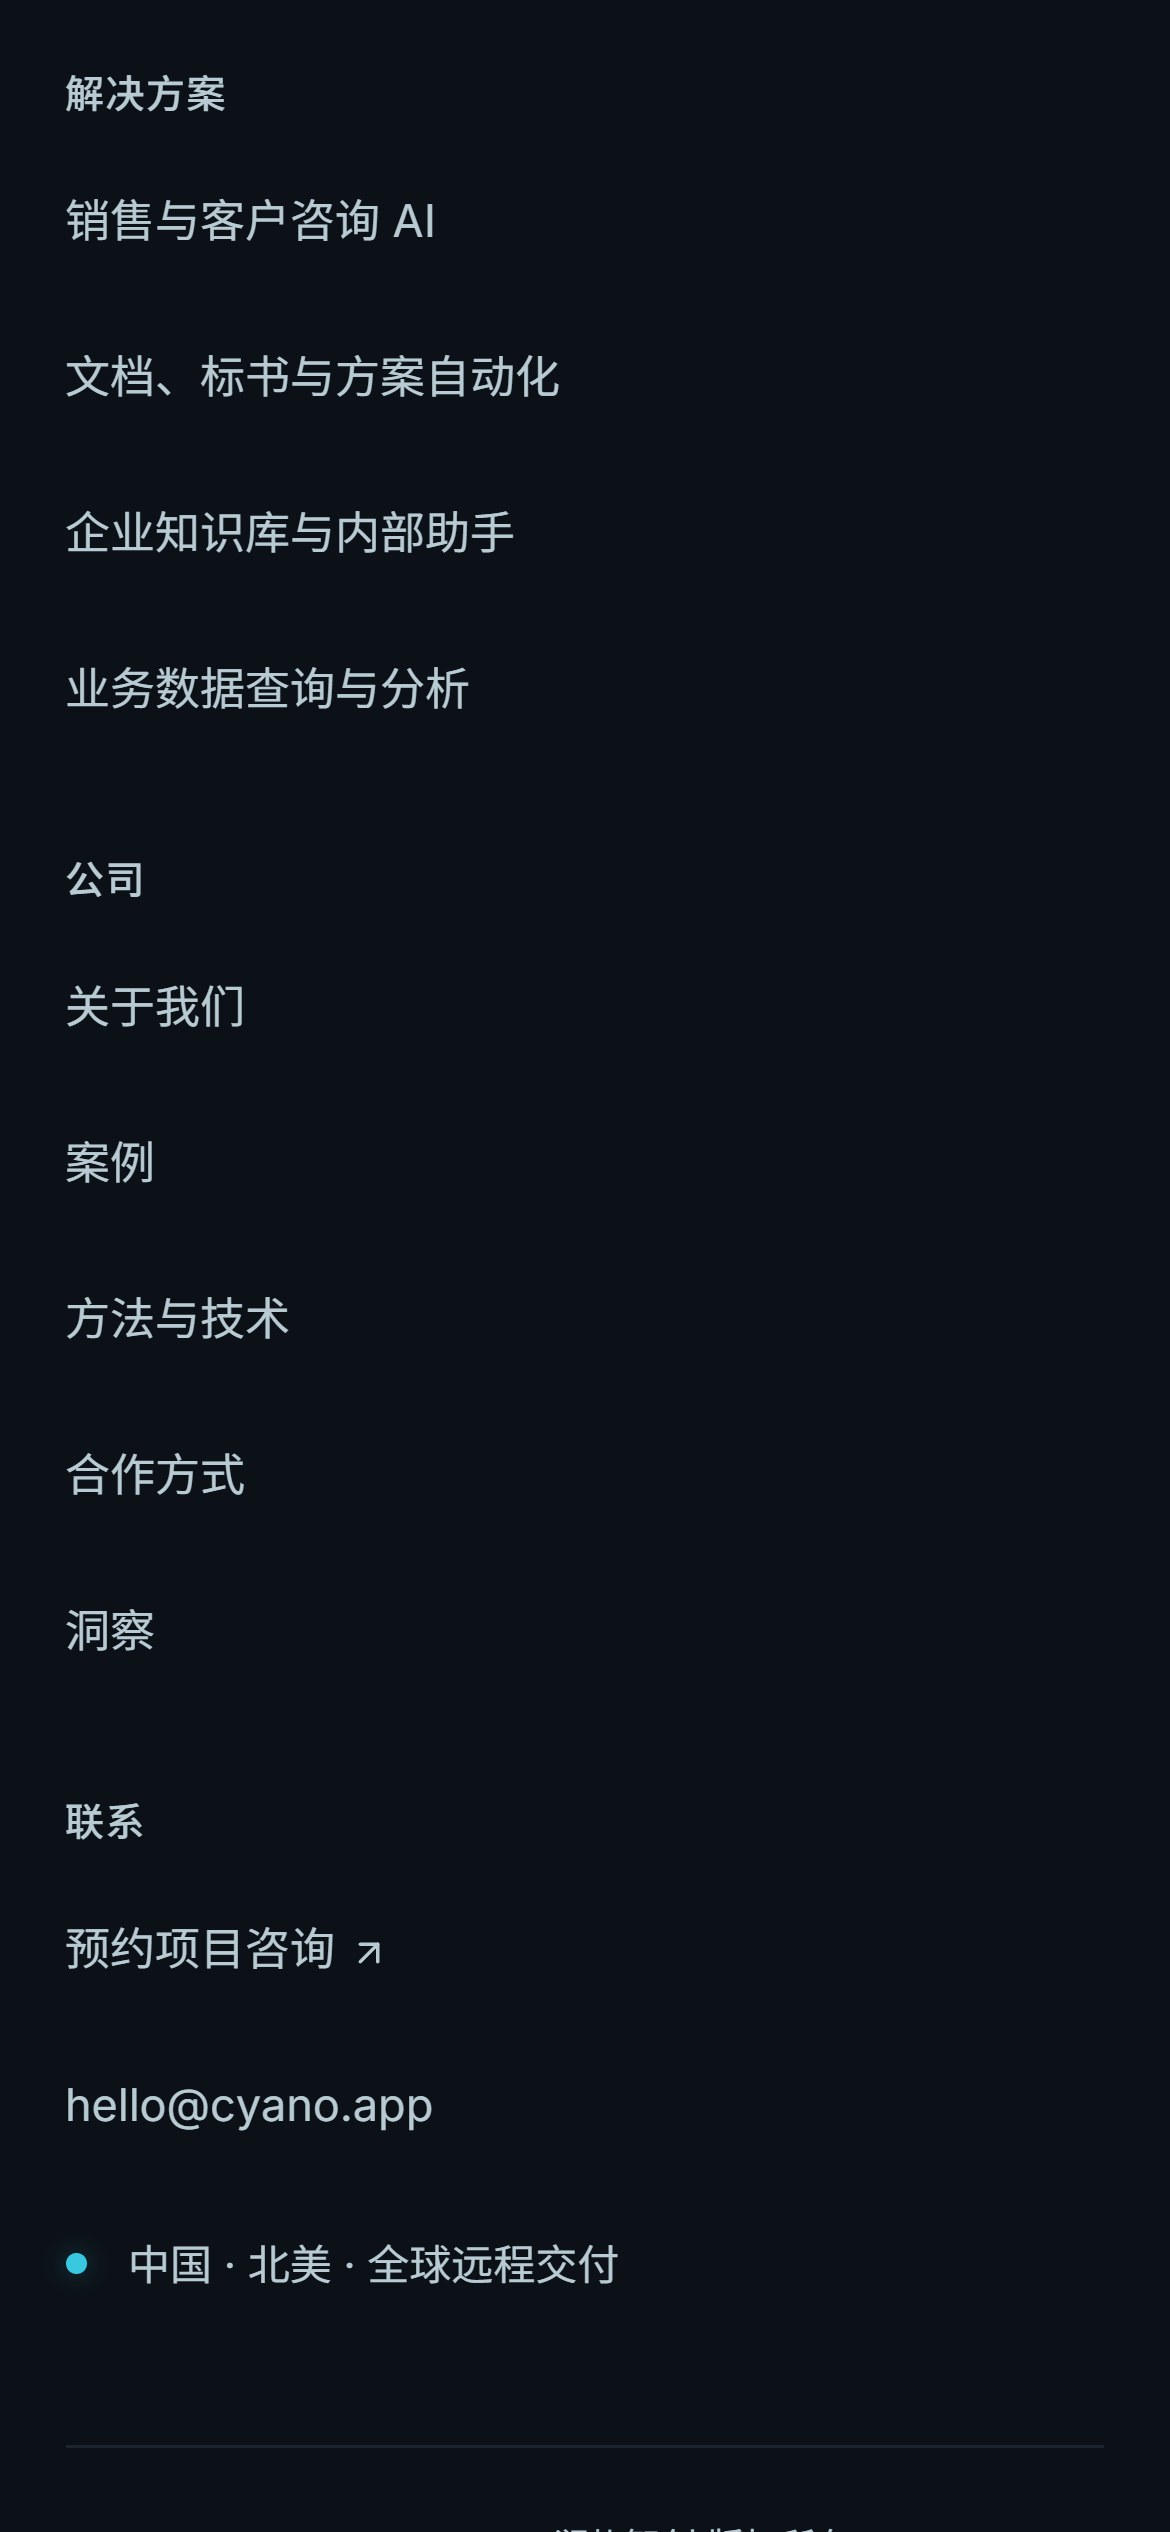 解决方案
销售与客户咨询 AI
文档、标书与方案自动化
企业知识库与内部助手
业务数据查询与分析
公司
关于我们
案例
方法与技术
合作方式
洞察
联系
预约项目咨询 ↗
hello@cyano.app
中国 · 北美 · 全球远程交付